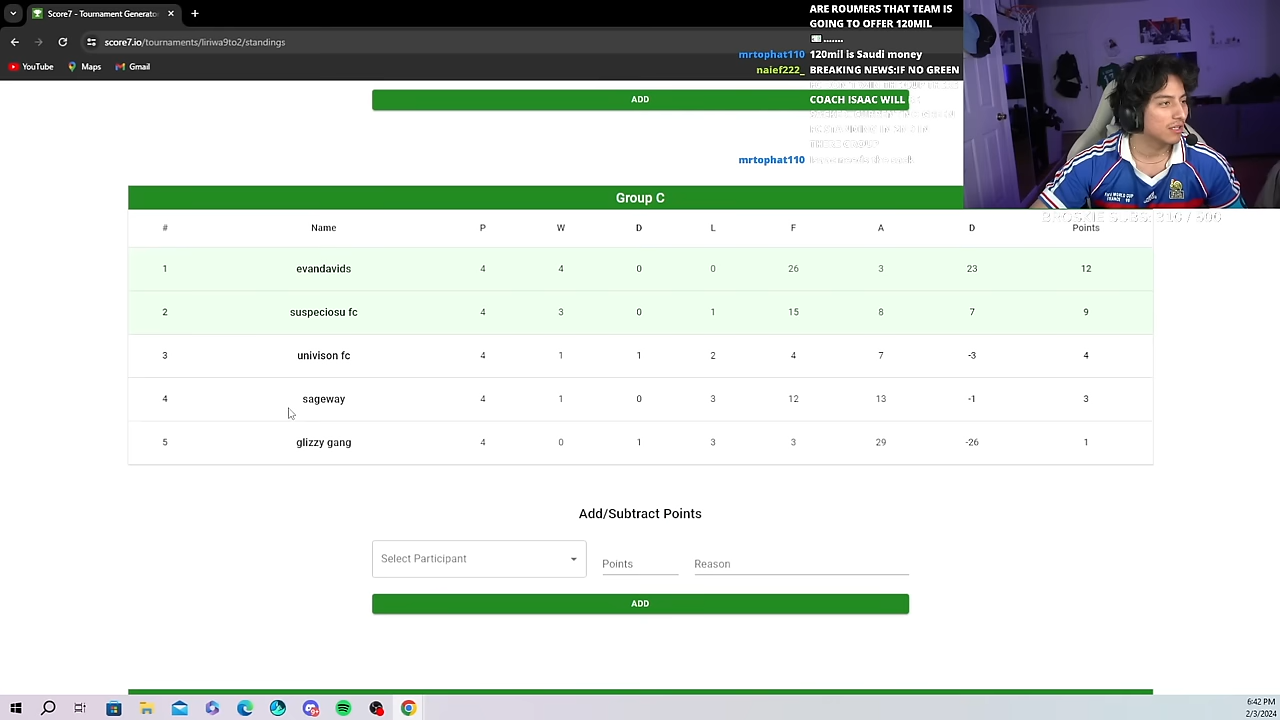 Score7 - Tournament Generato
score7.io/tournaments/liriwa9to2/standings
YouTube
Maps
Gmail
ARE ROUMERS THAT TEAM IS
GOING TO OFFER 120MIL
.......
mrtophat110 120mil is Saudi money
naief222_ BREAKING NEWS:IF NO GREEN
COACH ISAAC WILL
mrtophat110
ADD
BROSKIE SUBS: 316 / 600
Group C
# Name P W D L F A D Points
1 evandavids 4 4 0 0 26 3 23 12
2 suspeciosu fc 4 3 0 1 15 8 7 9
3 univison fc 4 1 1 2 4 7 -3 4
4 sageway 4 1 0 3 12 13 -1 3
5 glizzy gang 4 0 1 3 3 29 -26 1
Add/Subtract Points
Select Participant Points Reason
ADD
6:42 PM
2/3/2024